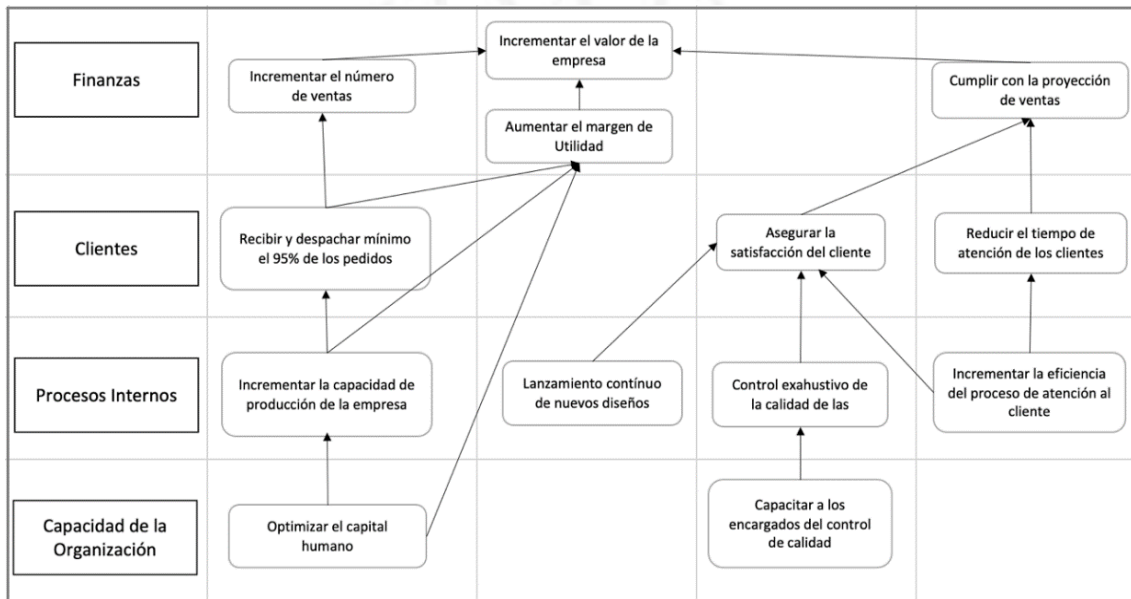 Finanzas
Incrementar el número
de ventas
Incrementar el valor de la
empresa
Aumentar el margen de
Utilidad
Cumplir con la proyección
de ventas
Clientes
Recibir y despachar mínimo
el 95% de los pedidos
Asegurar la
satisfacción del cliente
Reducir el tiempo de
atención de los clientes
Procesos Internos
Incrementar la capacidad de
producción de la empresa
Lanzamiento contínuo
de nuevos diseños
Control exahustivo de
la calidad de las
Incrementar la eficiencia
del proceso de atención al
cliente
Capacidad de la
Organización
Optimizar el capital
humano
Capacitar a los
encargados del control
de calidad